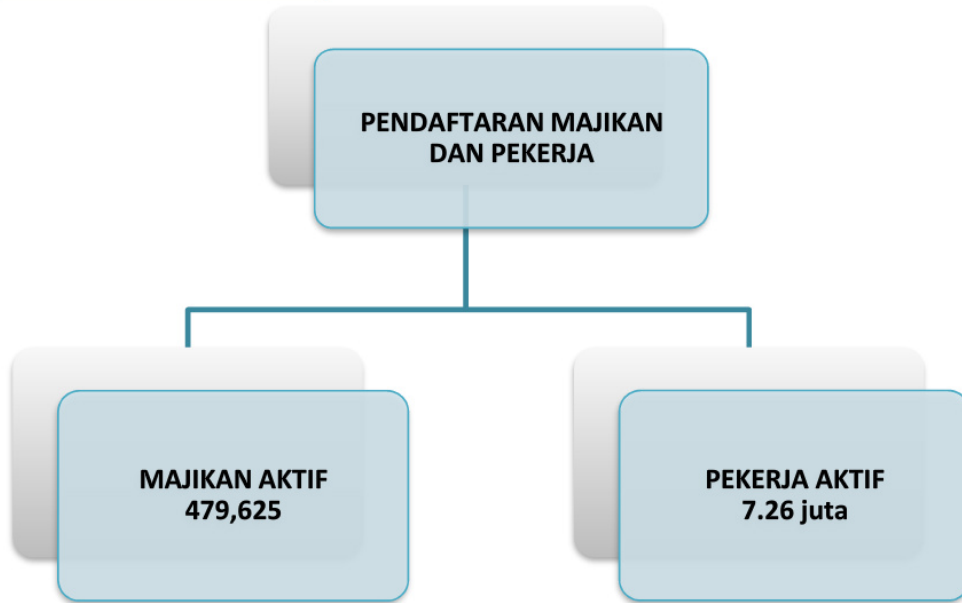 PENDAFTARAN MAJIKAN
DAN PEKERJA
MAJIKAN AKTIF
479,625
PEKERJA AKTIF
7.26 juta